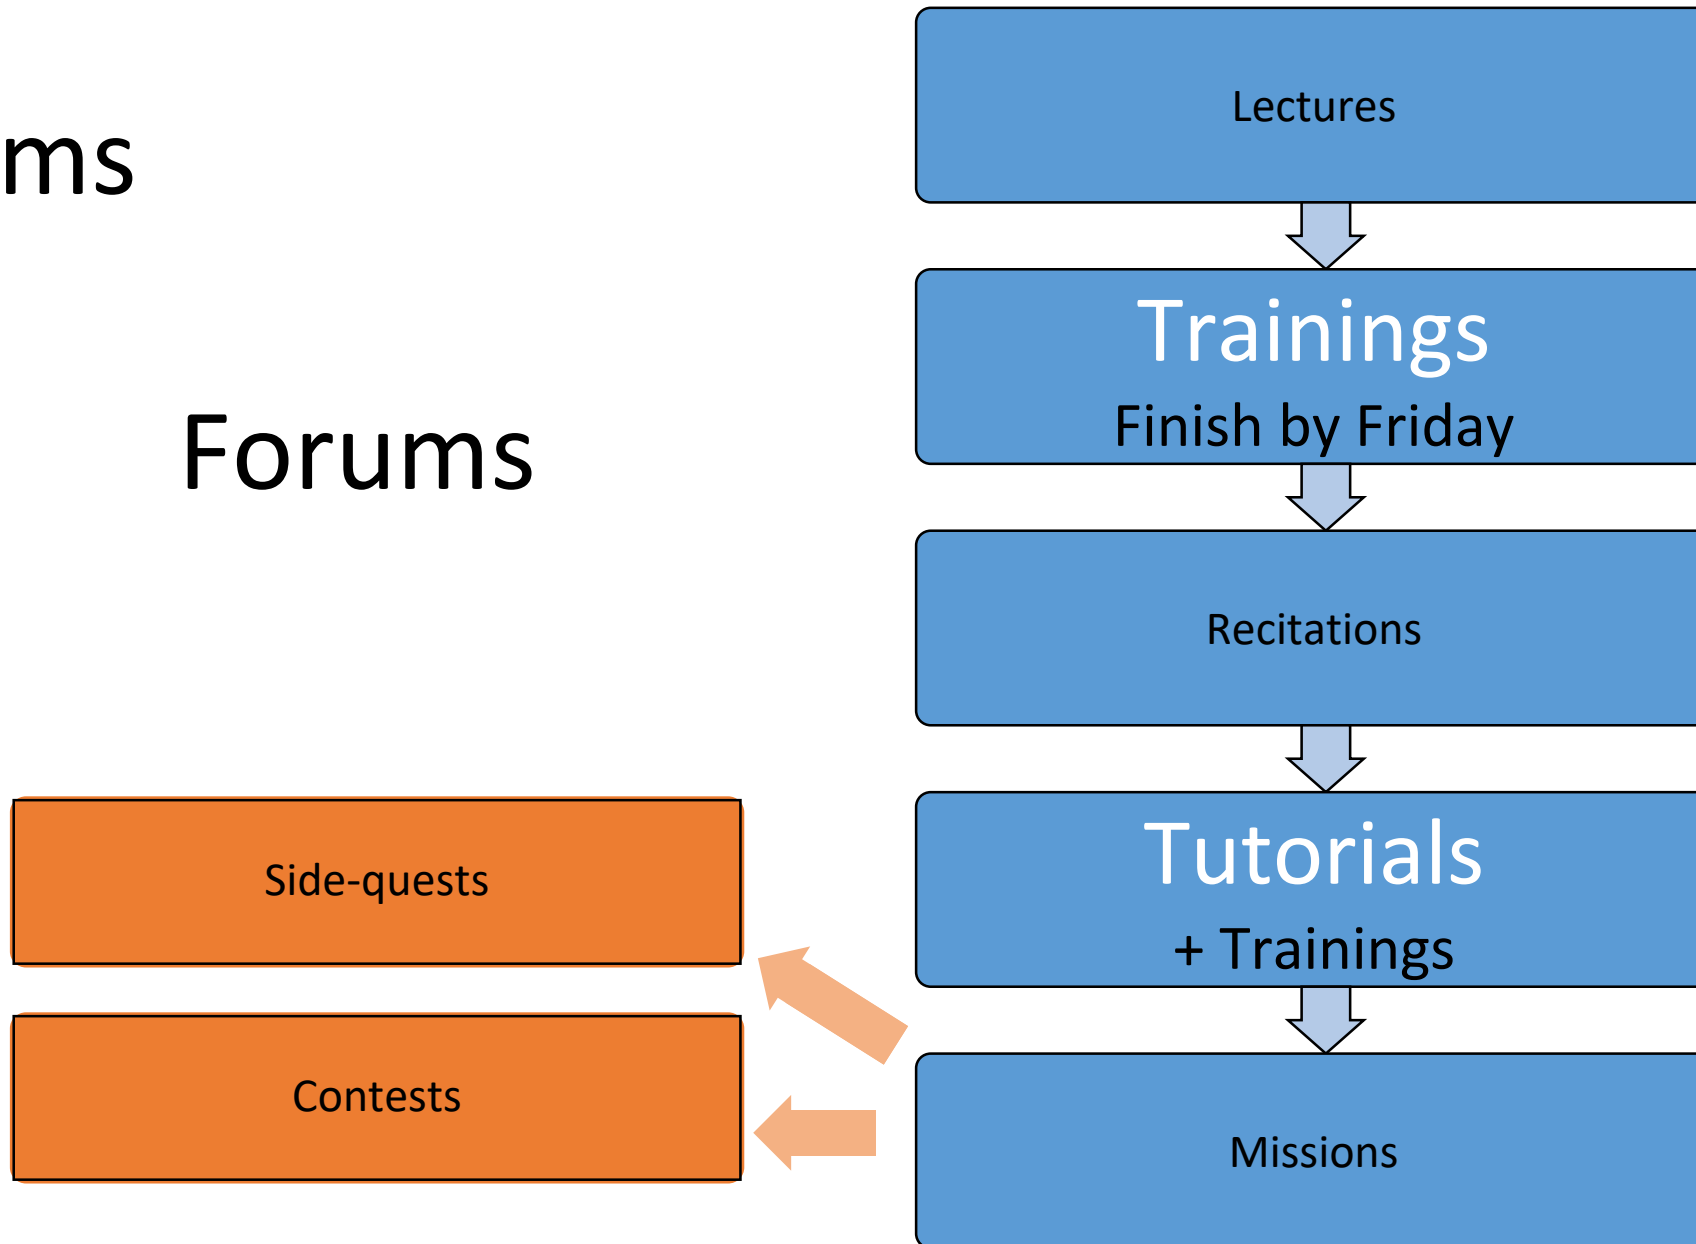 ms
Forums
Lectures
Trainings
Finish by Friday
Recitations
Tutorials
+ Trainings
Missions
Side-quests
Contests